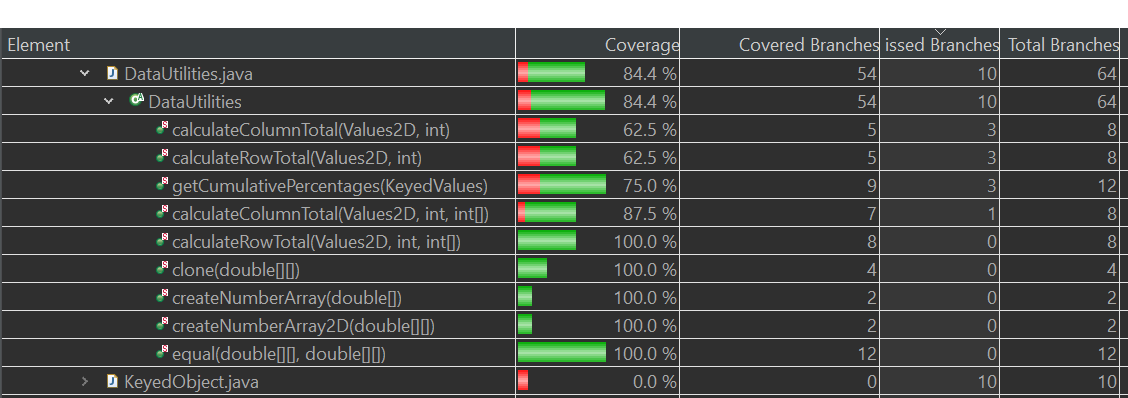 Element Coverage Covered Branches issed Branches Total Branches
DataUtilities.java 84.4 % 54 10 64
DataUtilities 84.4 % 54 10 64
calculateColumnTotal(Values2D, int) 62.5 % 5 3 8
calculateRowTotal(Values2D, int) 62.5 % 5 3 8
getCumulativePercentages(KeyedValues) 75.0 % 9 3 12
calculateColumnTotal(Values2D, int, int[]) 87.5 % 7 1 8
calculateRowTotal(Values2D, int, int[]) 100.0 % 8 0 8
clone(double[][]) 100.0 % 4 0 4
createNumberArray(double[]) 100.0 % 2 0 2
createNumberArray2D(double[][]) 100.0 % 2 0 2
equal(double[][], double[][]) 100.0 % 12 0 12
KeyedObject.java 0.0 % 0 10 10